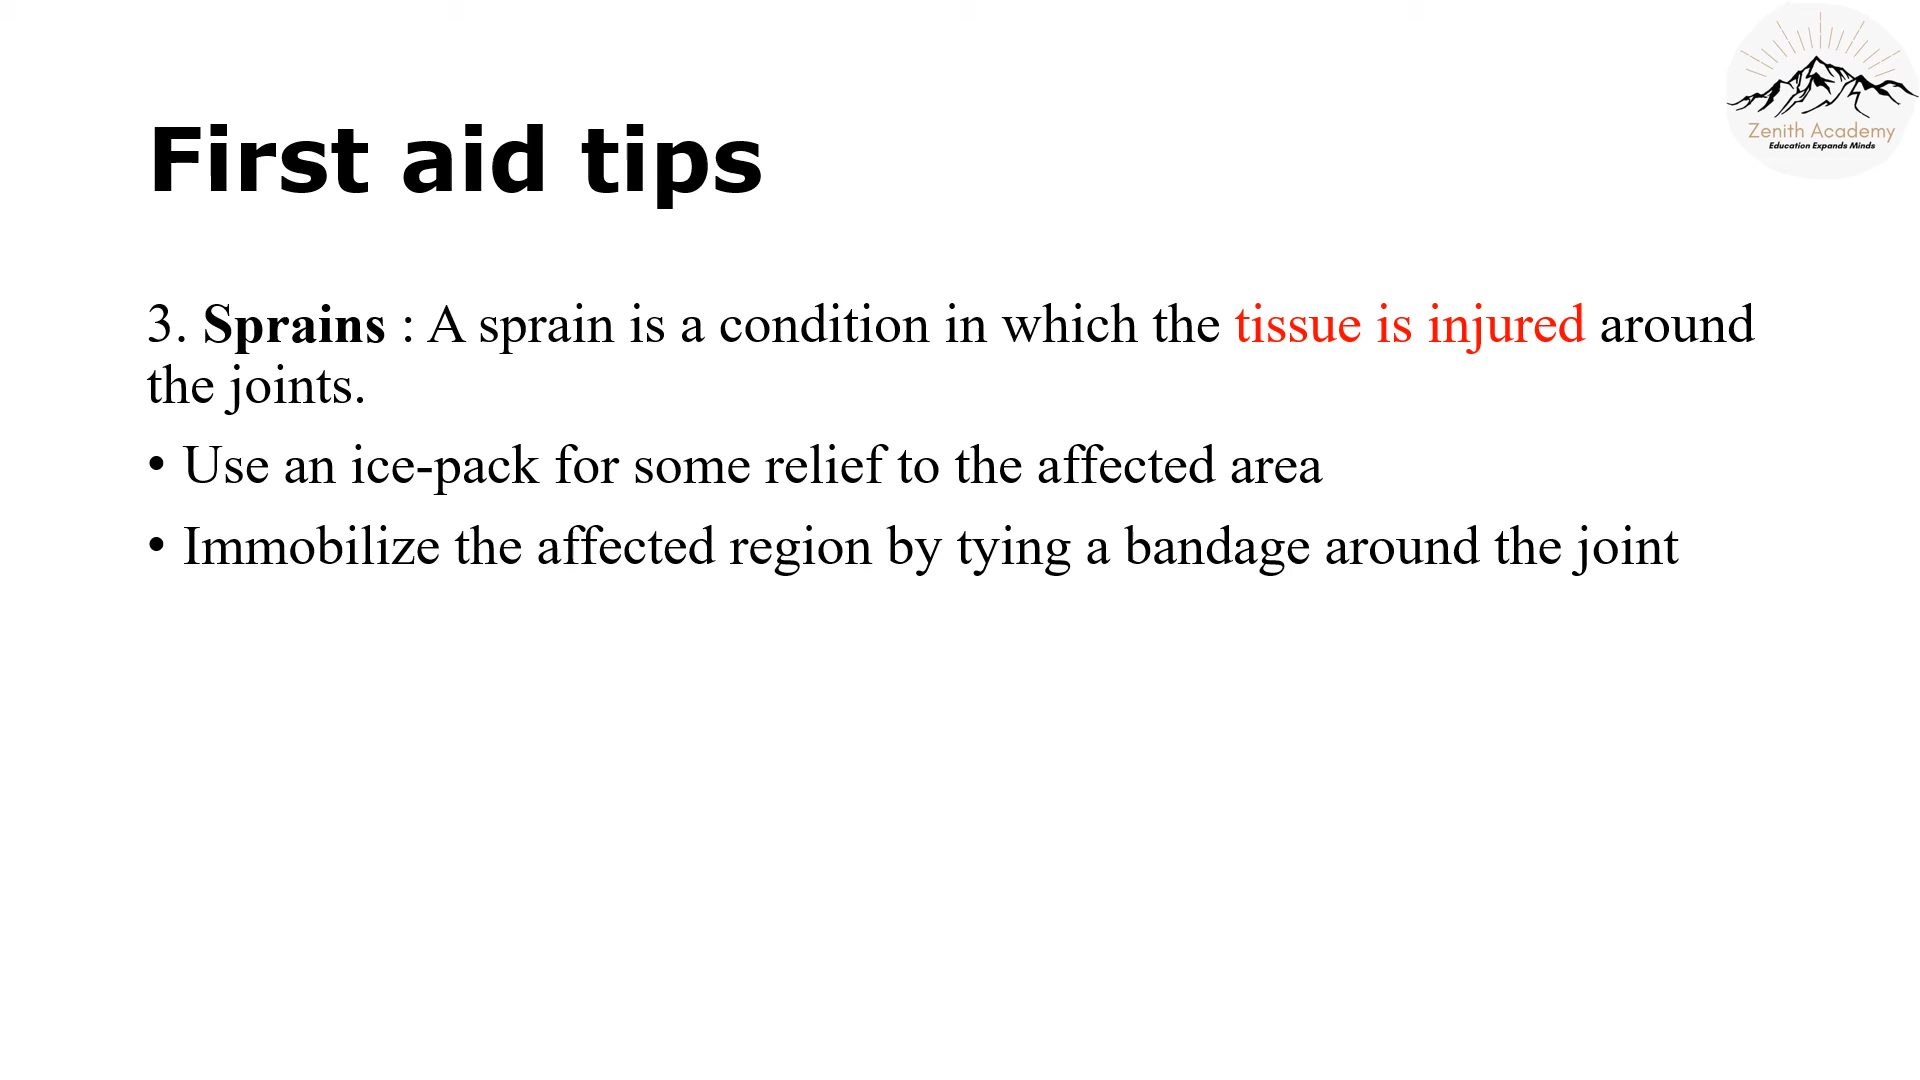 Zenith Academy
Education Expands Minds
First aid tips
3. Sprains : A sprain is a condition in which the tissue is injured around
the joints.
• Use an ice-pack for some relief to the affected area
• Immobilize the affected region by tying a bandage around the joint